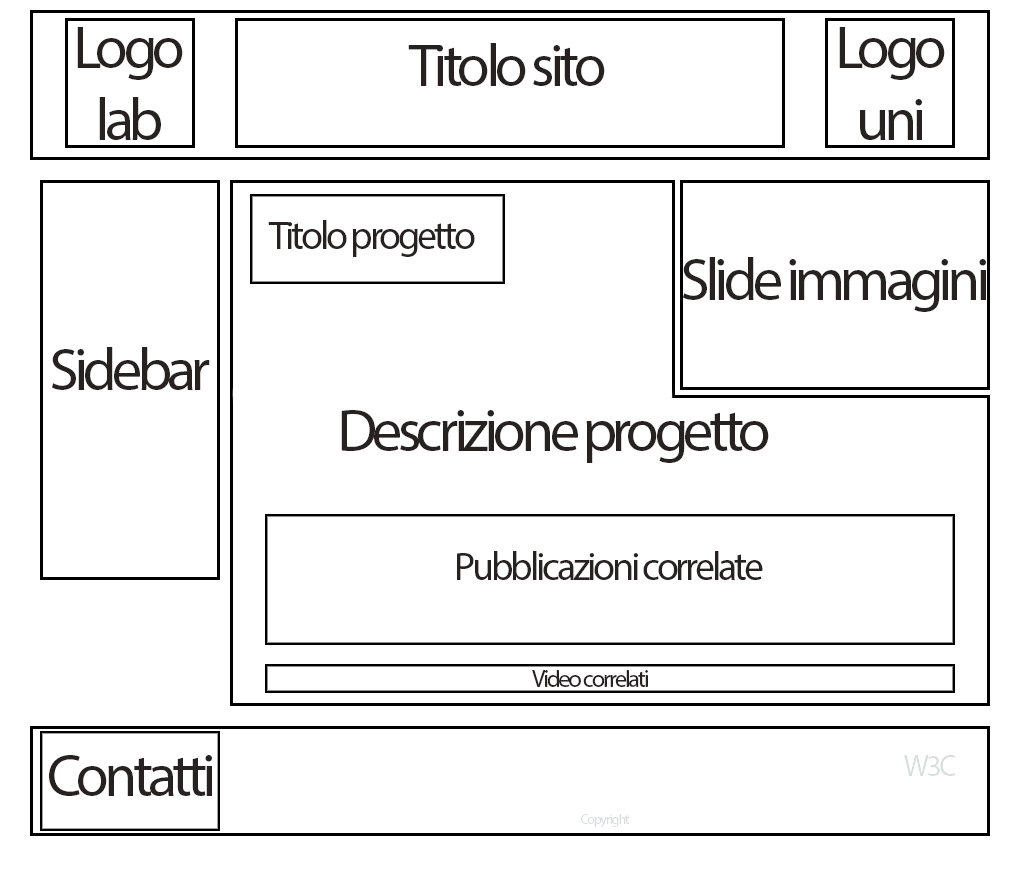 Logo
lab
Titolo sito
Logo
uni
Sidebar
Titolo progetto
Slide immagini
Descrizione progetto
Pubblicazioni correlate
Video correlati
Contatti
W3C
Copyright